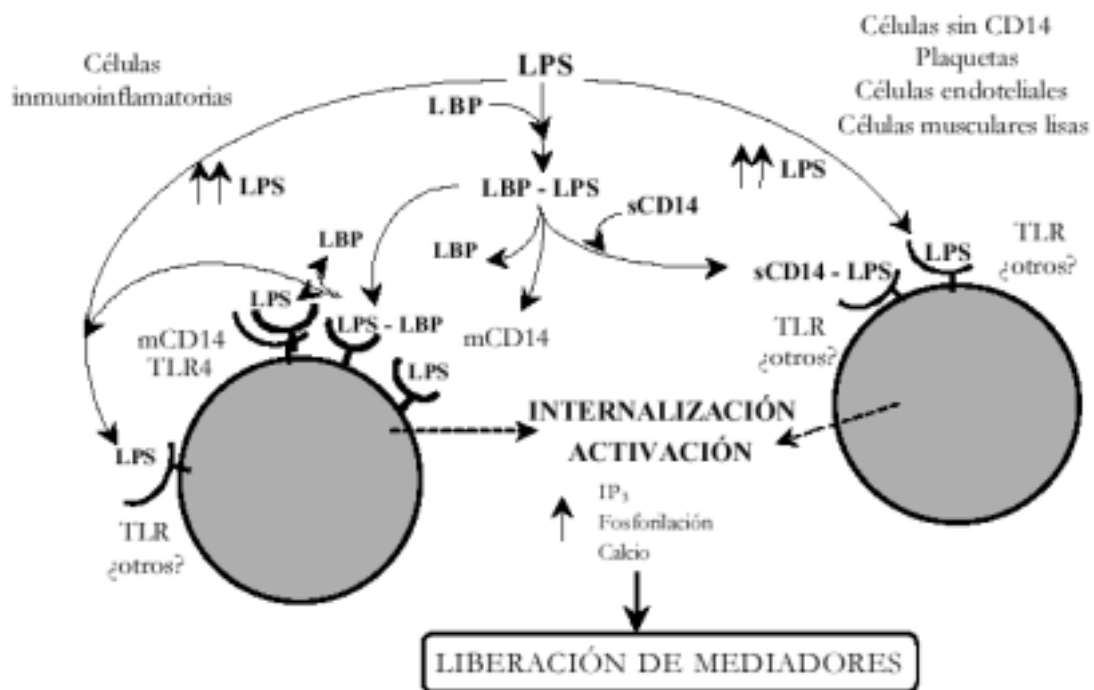 Células
inmunoinflamatorias
LPS
LBP
Células sin CD14
Plaquetas
Células endoteliales
Células musculares lisas
LPS
LBP - LPS
LPS
sCD14
LBP
LBP
LPS
mCD14
TLR4
LPS - LBP
mCD14
LPS
sCD14 - LPS
LPS
TLR
¿otros?
TLR
¿otros?
INTERNALIZACIÓN
ACTIVACIÓN
LPS
TLR
¿otros?
IP₃
Fosforilación
Calcio
LIBERACIÓN DE MEDIADORES